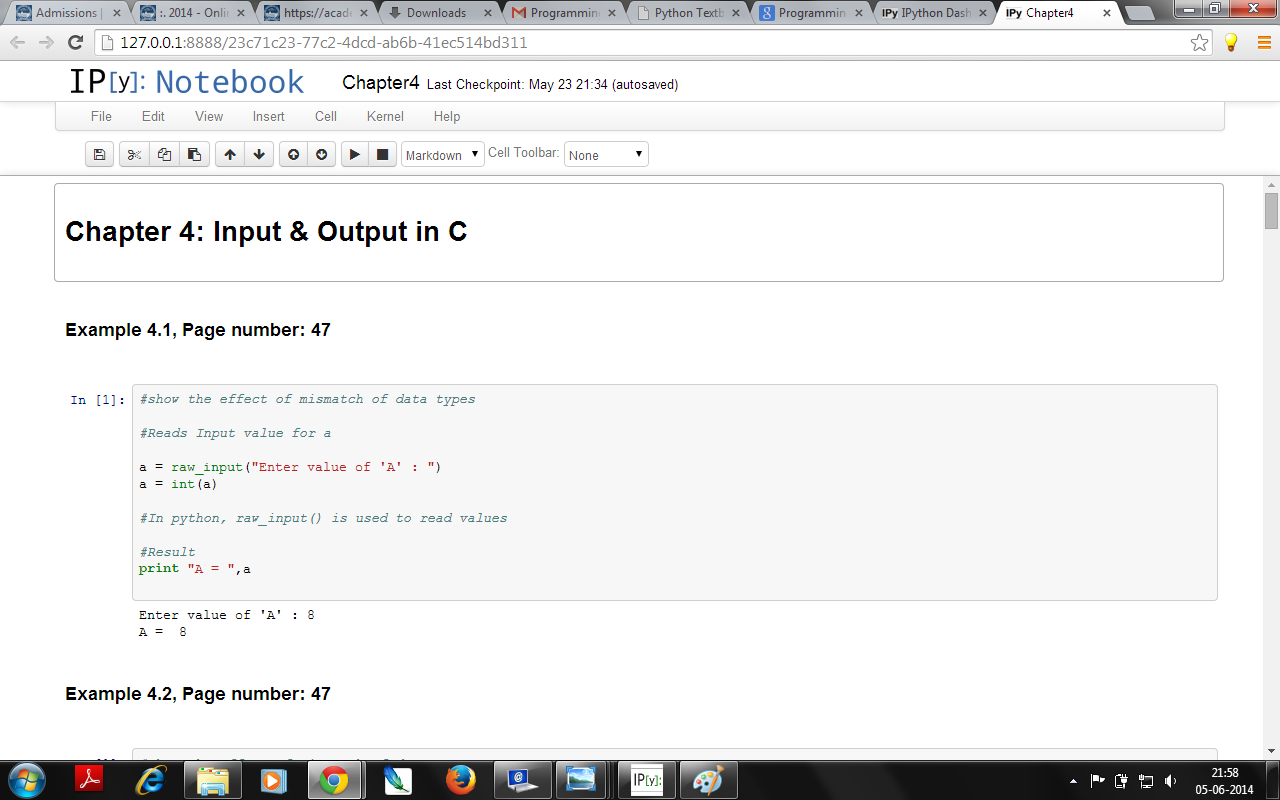 Admissions |
:. 2014 - Onli
https://acad
Downloads
Programmin
Python Textb
Programmin
IPy IPython Dash
IPy Chapter4
127.0.0.1:8888/23c71c23-77c2-4dcd-ab6b-41ec514bd311
IP[y]: Notebook
Chapter4 Last Checkpoint: May 23 21:34 (autosaved)
File Edit View Insert Cell Kernel Help
Markdown Cell Toolbar: None
Chapter 4: Input & Output in C
Example 4.1, Page number: 47
In [1]:
#show the effect of mismatch of data types
#Reads Input value for a
a = raw_input("Enter value of 'A' : ")
a = int(a)
#In python, raw_input() is used to read values
#Result
print "A = ",a
Enter value of 'A' : 8
A =  8
Example 4.2, Page number: 47
IP[y]:
21:58
05-06-2014